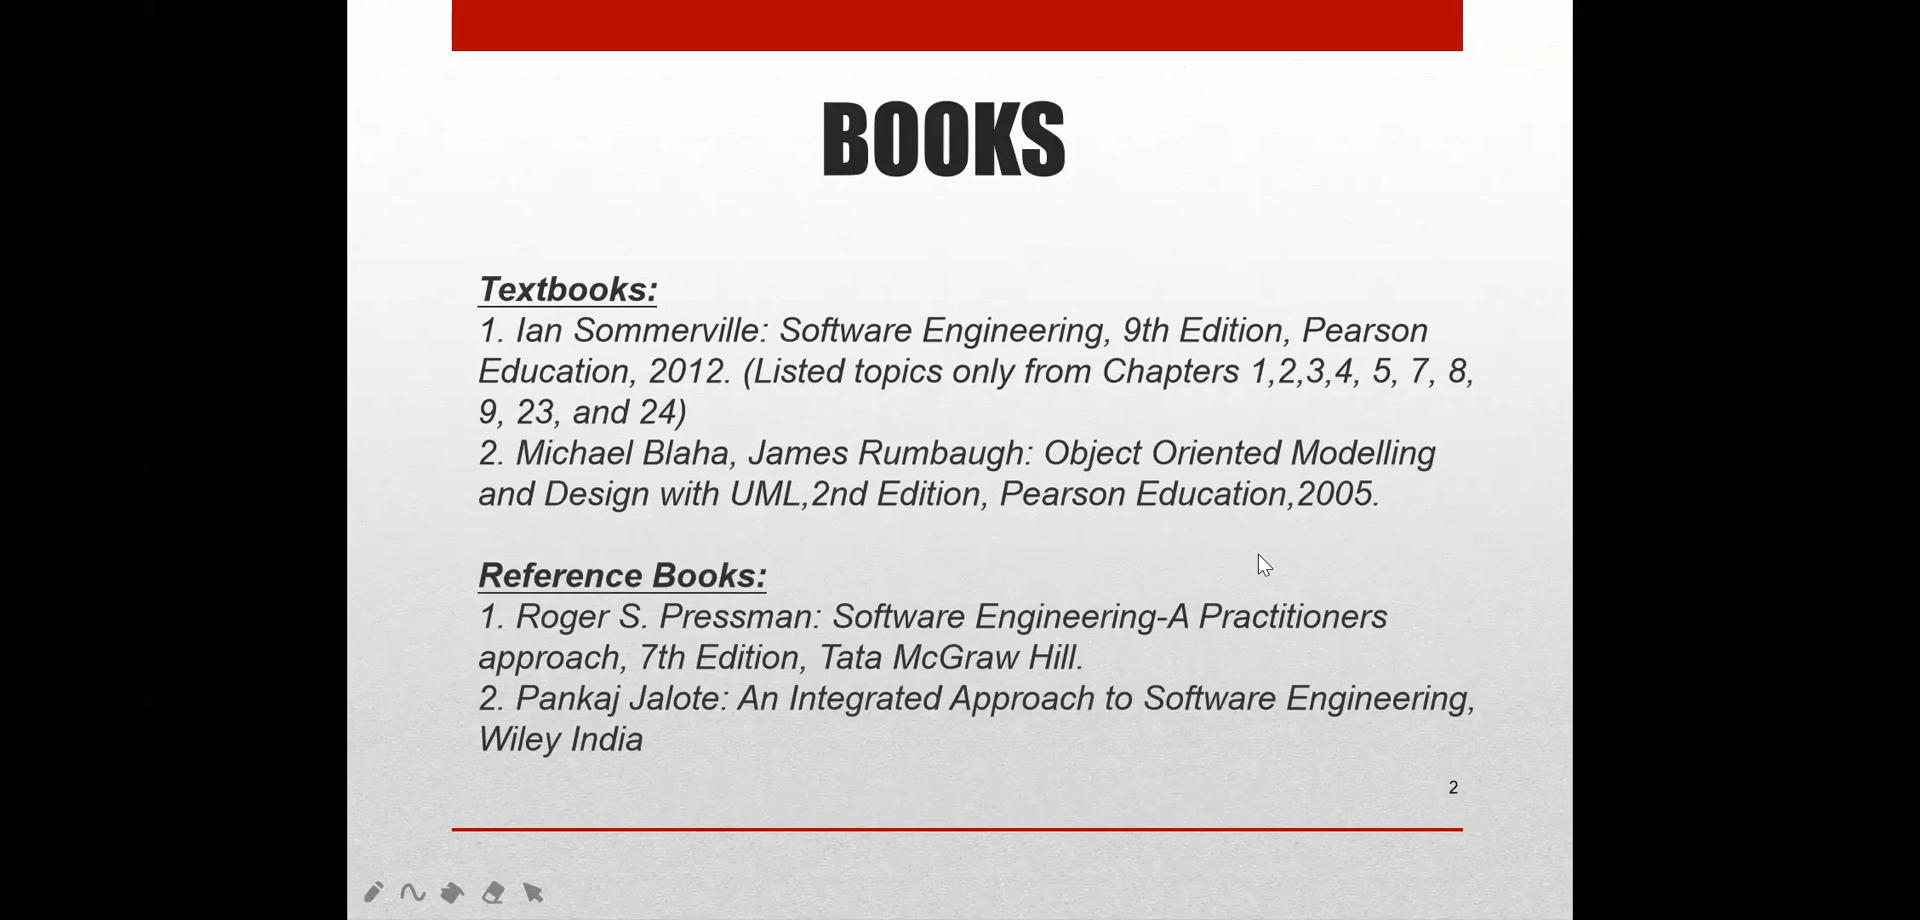 BOOKS
Textbooks:
1. Ian Sommerville: Software Engineering, 9th Edition, Pearson
Education, 2012. (Listed topics only from Chapters 1,2,3,4, 5, 7, 8,
9, 23, and 24)
2. Michael Blaha, James Rumbaugh: Object Oriented Modelling
and Design with UML,2nd Edition, Pearson Education,2005.
Reference Books:
1. Roger S. Pressman: Software Engineering-A Practitioners
approach, 7th Edition, Tata McGraw Hill.
2. Pankaj Jalote: An Integrated Approach to Software Engineering,
Wiley India
2